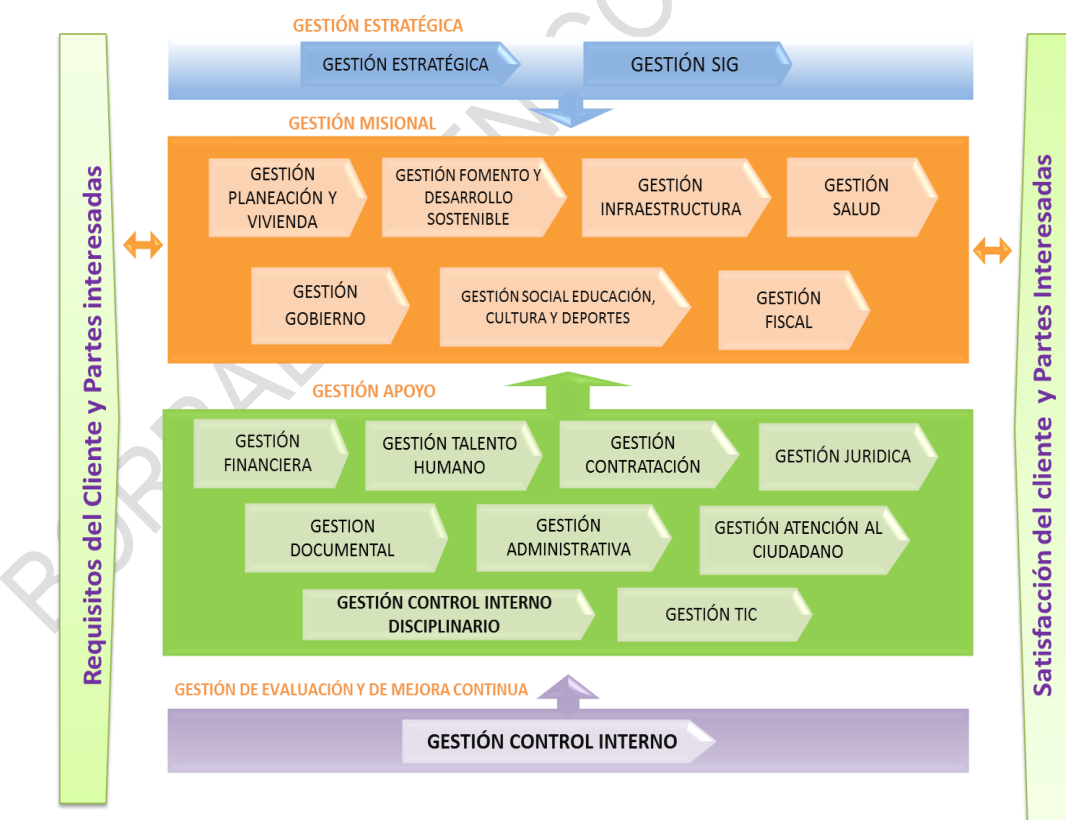 GESTIÓN ESTRATÉGICA
GESTIÓN ESTRATÉGICA
GESTIÓN SIG
GESTIÓN MISIONAL
GESTIÓN
PLANEACIÓN Y
VIVIENDA
GESTIÓN FOMENTO Y
DESARROLLO
SOSTENIBLE
GESTIÓN
INFRAESTRUCTURA
GESTIÓN
SALUD
GESTIÓN
GOBIERNO
GESTIÓN SOCIAL EDUCACIÓN,
CULTURA Y DEPORTES
GESTIÓN
FISCAL
GESTIÓN APOYO
GESTIÓN
FINANCIERA
GESTIÓN TALENTO
HUMANO
GESTIÓN
CONTRATACIÓN
GESTIÓN JURIDICA
GESTION
DOCUMENTAL
GESTIÓN
ADMINISTRATIVA
GESTIÓN ATENCIÓN AL
CIUDADANO
GESTIÓN CONTROL INTERNO
DISCIPLINARIO
GESTIÓN TIC
GESTIÓN DE EVALUACIÓN Y DE MEJORA CONTINUA
GESTIÓN CONTROL INTERNO
Requisitos del Cliente y Partes interesadas
Satisfacción del cliente y Partes Interesadas